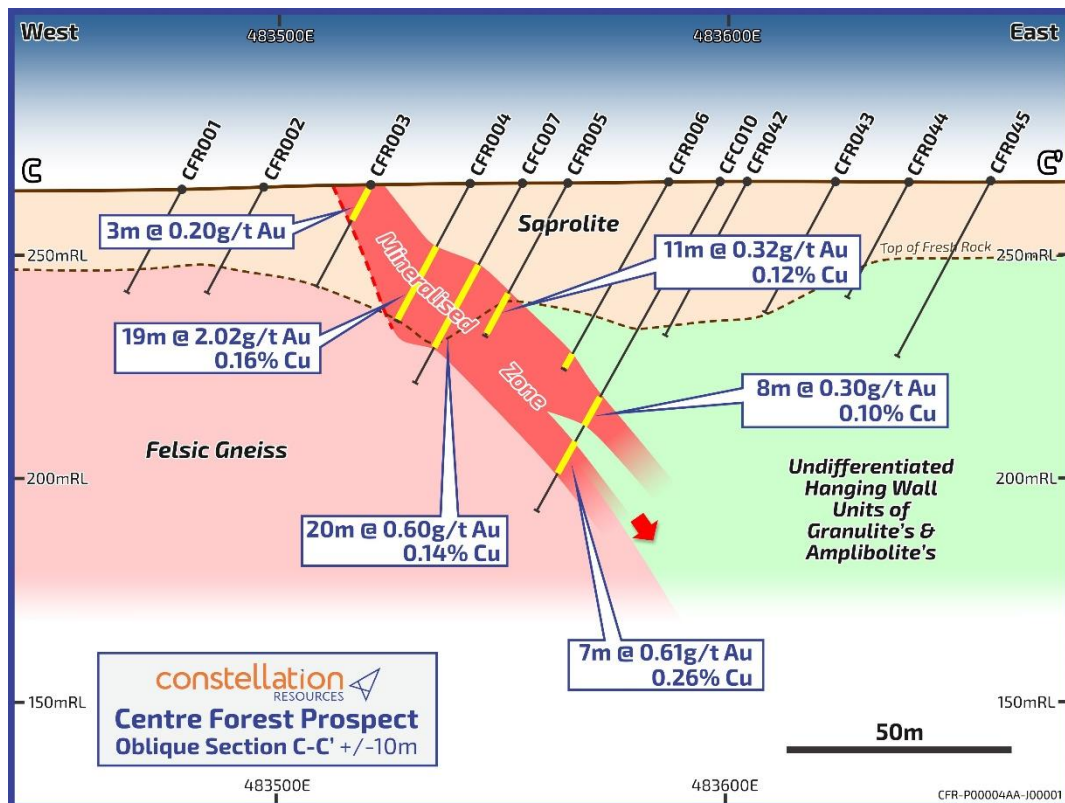 West
483500E
483600E
East
CFR001
CFR002
CFR003
CFR004
CFC007
CFR005
CFR006
CFC010
CFR042
CFR043
CFR044
CFR045
C
C'
3m @ 0.20g/t Au
Saprolite
11m @ 0.32g/t Au
0.12% Cu
Top of Fresh Rock
250mRL
250mRL
Mineralised
Zone
19m @ 2.02g/t Au
0.16% Cu
8m @ 0.30g/t Au
0.10% Cu
Felsic Gneiss
200mRL
200mRL
Undifferentiated
Hanging Wall
Units of
Granulite's &
Amplibolite's
20m @ 0.60g/t Au
0.14% Cu
7m @ 0.61g/t Au
0.26% Cu
constellation
RESOURCES
Centre Forest Prospect
Oblique Section C-C' +/-10m
150mRL
150mRL
50m
483500E
483600E
CFR-P00004AA-J00001